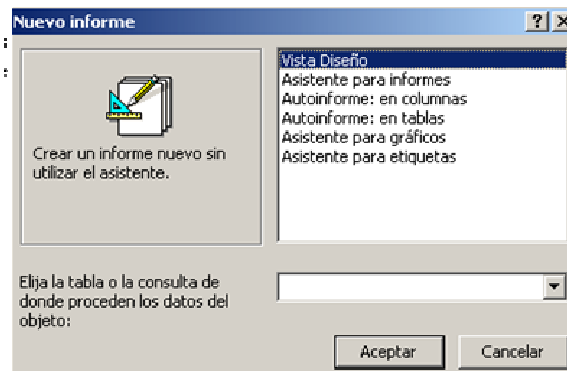 Nuevo informe
Vista Diseño
Asistente para informes
Autoinforme: en columnas
Autoinforme: en tablas
Asistente para gráficos
Asistente para etiquetas
Crear un informe nuevo sin
utilizar el asistente.
Elija la tabla o la consulta de
donde proceden los datos del
objeto:
Aceptar
Cancelar